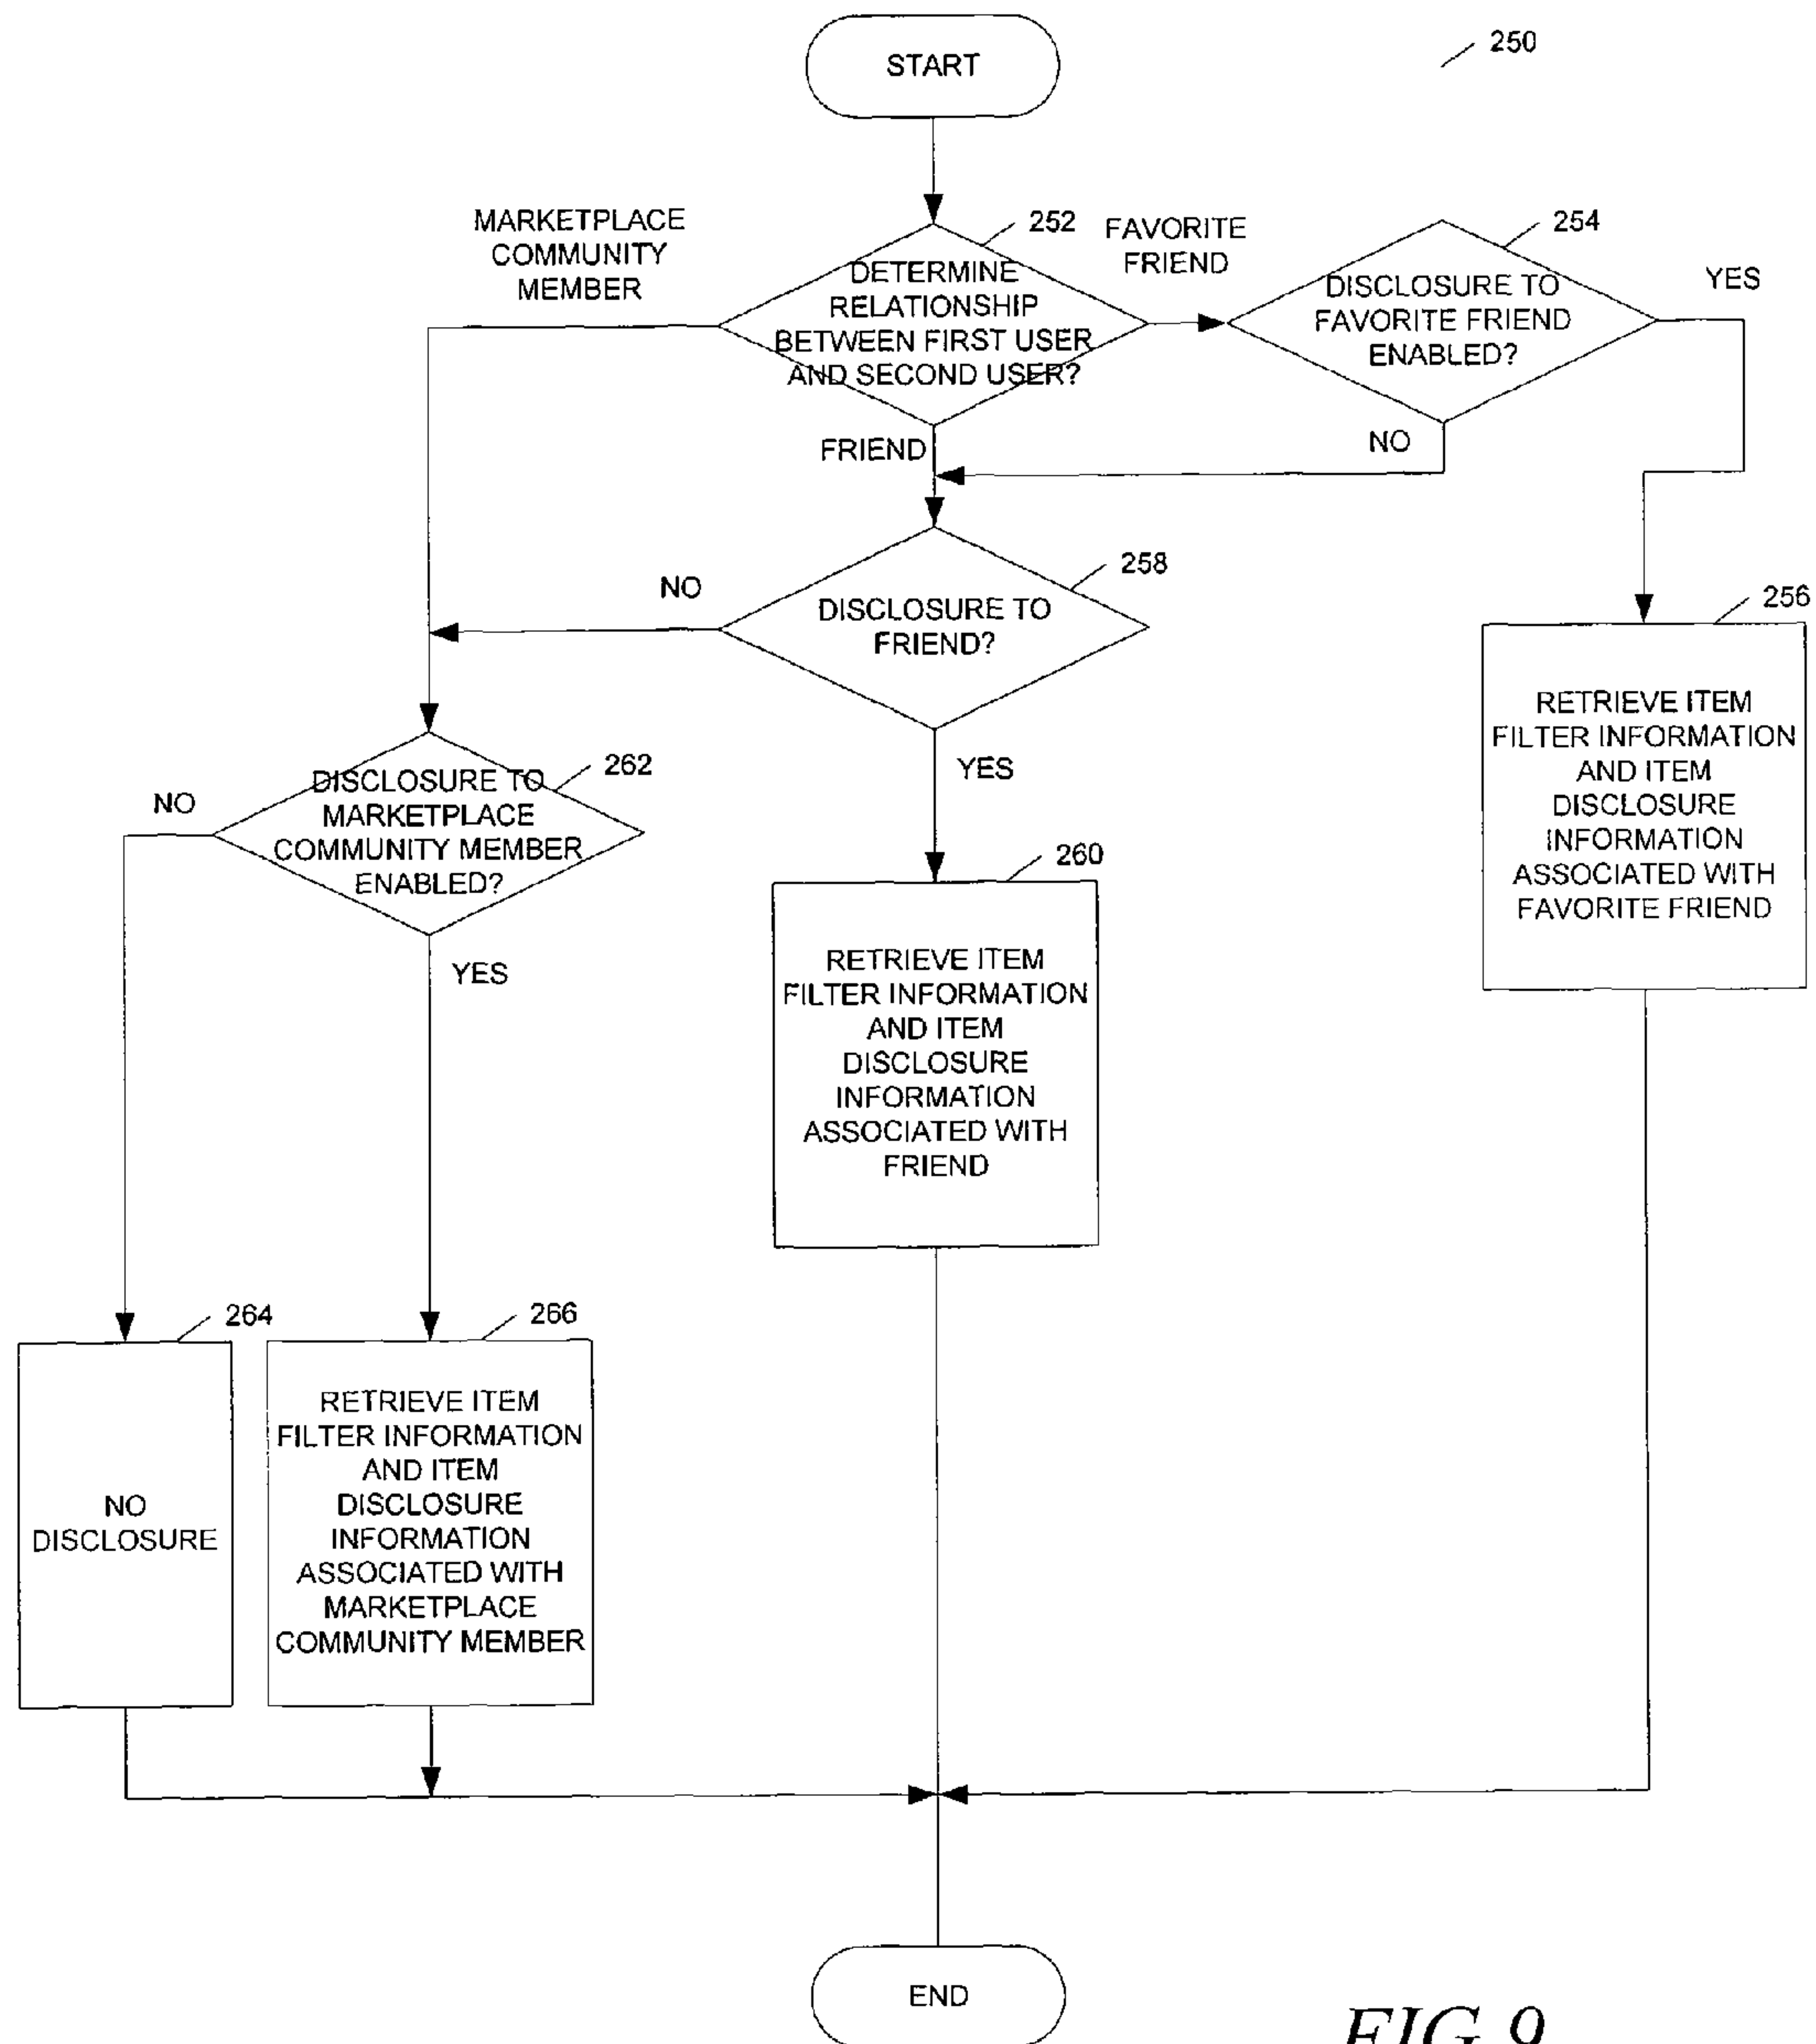 START
250
MARKETPLACE
COMMUNITY
MEMBER
252
DETERMINE
RELATIONSHIP
BETWEEN FIRST USER
AND SECOND USER?
FAVORITE
FRIEND
254
DISCLOSURE TO
FAVORITE FRIEND
ENABLED?
YES
FRIEND
NO
258
DISCLOSURE TO
FRIEND?
NO
YES
256
RETRIEVE ITEM
FILTER INFORMATION
AND ITEM
DISCLOSURE
INFORMATION
ASSOCIATED WITH
FAVORITE FRIEND
262
DISCLOSURE TO
MARKETPLACE
COMMUNITY MEMBER
ENABLED?
NO
YES
260
RETRIEVE ITEM
FILTER INFORMATION
AND ITEM
DISCLOSURE
INFORMATION
ASSOCIATED WITH
FRIEND
264
NO
DISCLOSURE
266
RETRIEVE ITEM
FILTER INFORMATION
AND ITEM
DISCLOSURE
INFORMATION
ASSOCIATED WITH
MARKETPLACE
COMMUNITY MEMBER
END
FIG 9